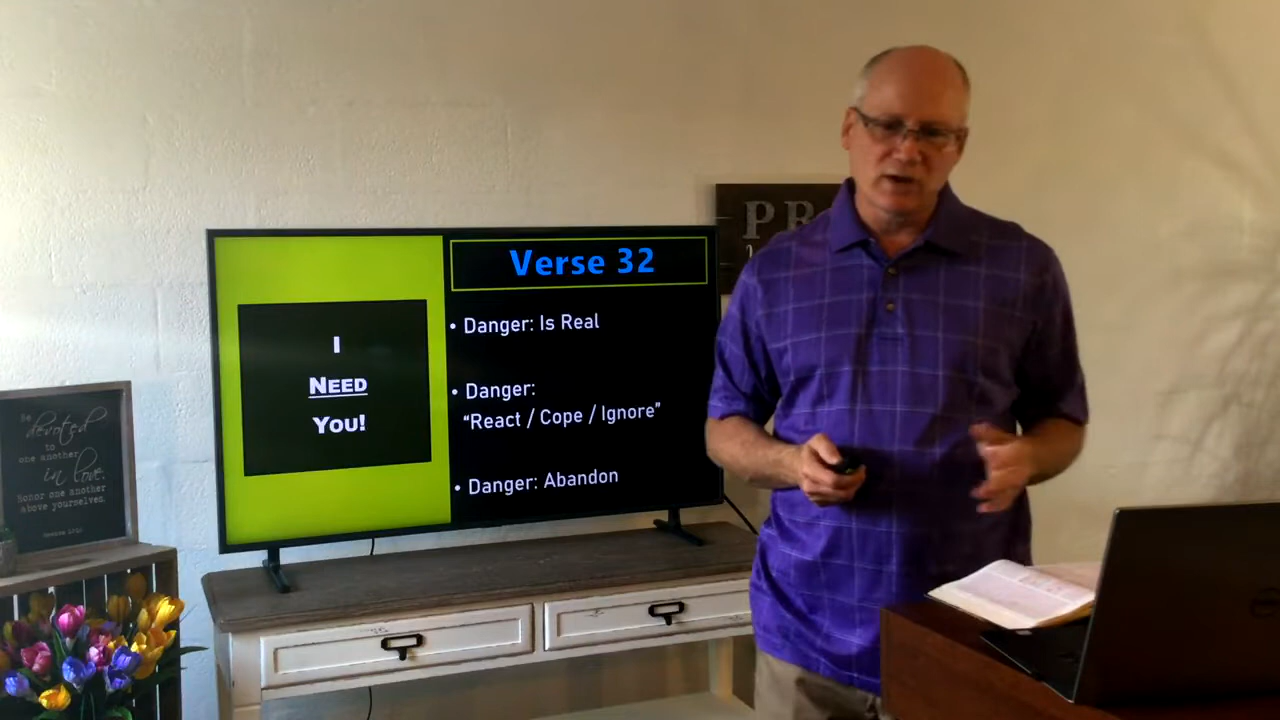 Be
devoted
to
one another
in love.
Honor one another
above yourselves.
I
NEED
You!
Verse 32
• Danger: Is Real
• Danger:
“React / Cope / Ignore”
• Danger: Abandon
PR